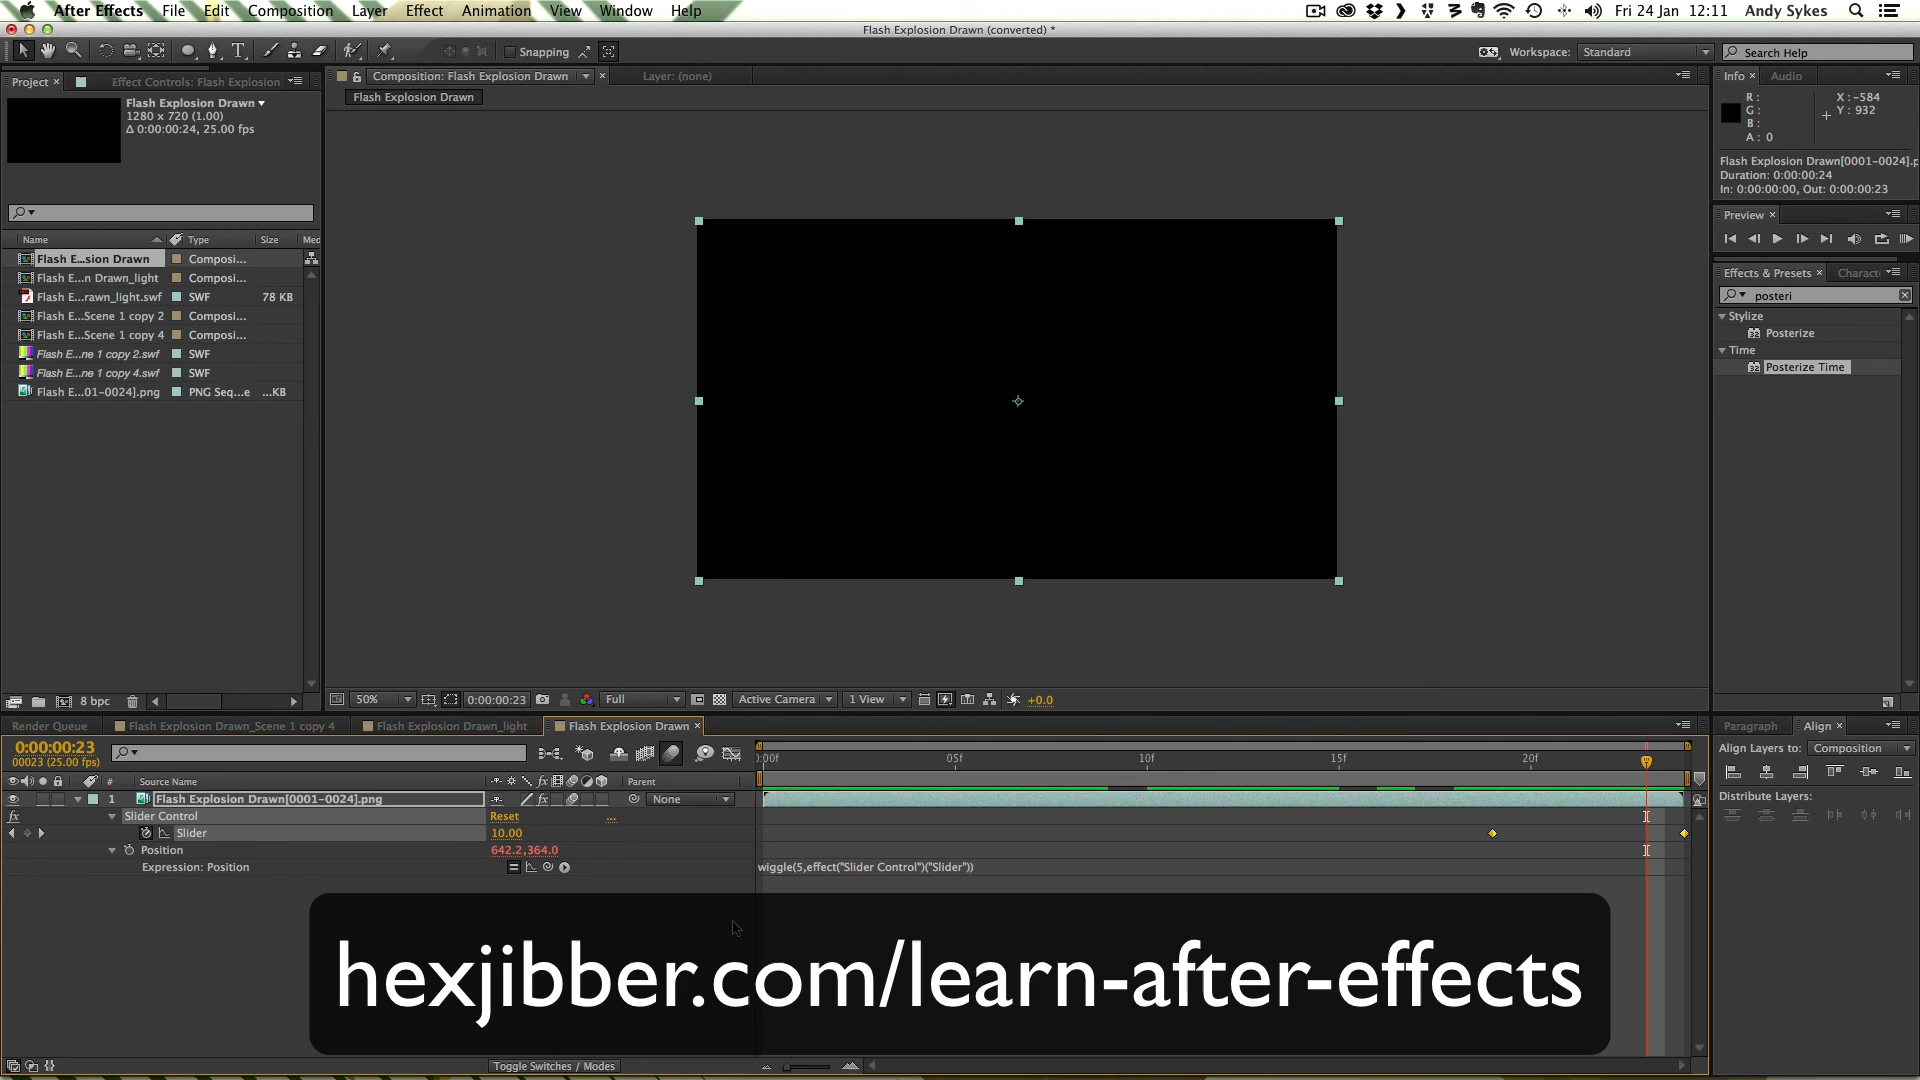 After Effects File Edit Composition Layer Effect Animation View Window Help Fri 24 Jan 12:11 Andy Sykes
Flash Explosion Drawn (converted) *
Snapping Workspace: Standard Search Help
Project × Effect Controls: Flash Explosion
Composition: Flash Explosion Drawn × Layer: (none)
Info × Audio
Flash Explosion Drawn
1280 x 720 (1.00)
Δ 0:00:00:24, 25.00 fps
Flash Explosion Drawn
R :
G :
B :
A : 0
X : -584
Y : 932
Flash Explosion Drawn[0001-0024].p
Duration: 0:00:00:24
In: 0:00:00:00, Out: 0:00:00:23
Preview ×
Name Type Size Med
Flash E...sion Drawn Composi...
Flash E...n Drawn_light Composi...
Flash E...rawn_light.swf SWF 78 KB
Flash E...Scene 1 copy 2 Composi...
Flash E...Scene 1 copy 4 Composi...
Flash E...ne 1 copy 2.swf SWF
Flash E...ne 1 copy 4.swf SWF
Flash E...01-0024].png PNG Seq...e ...KB
Effects & Presets × Charact
posteri
Stylize
32 Posterize
Time
32 Posterize Time
8 bpc
50% 0:00:00:23 Full Active Camera 1 View +0.0
Render Queue Flash Explosion Drawn_Scene 1 copy 4 Flash Explosion Drawn_light Flash Explosion Drawn ×
Paragraph Align ×
0:00:00:23
00023 (25.00 fps)
0:00f 05f 10f 15f 20f
Align Layers to: Composition
Distribute Layers:
# Source Name fx Parent
1 Flash Explosion Drawn[0001-0024].png fx None
fx Slider Control Reset ...
Slider 10.00
Position 642.2,364.0
Expression: Position wiggle(5,effect("Slider Control")("Slider"))
hexjibber.com/learn-after-effects
Toggle Switches / Modes